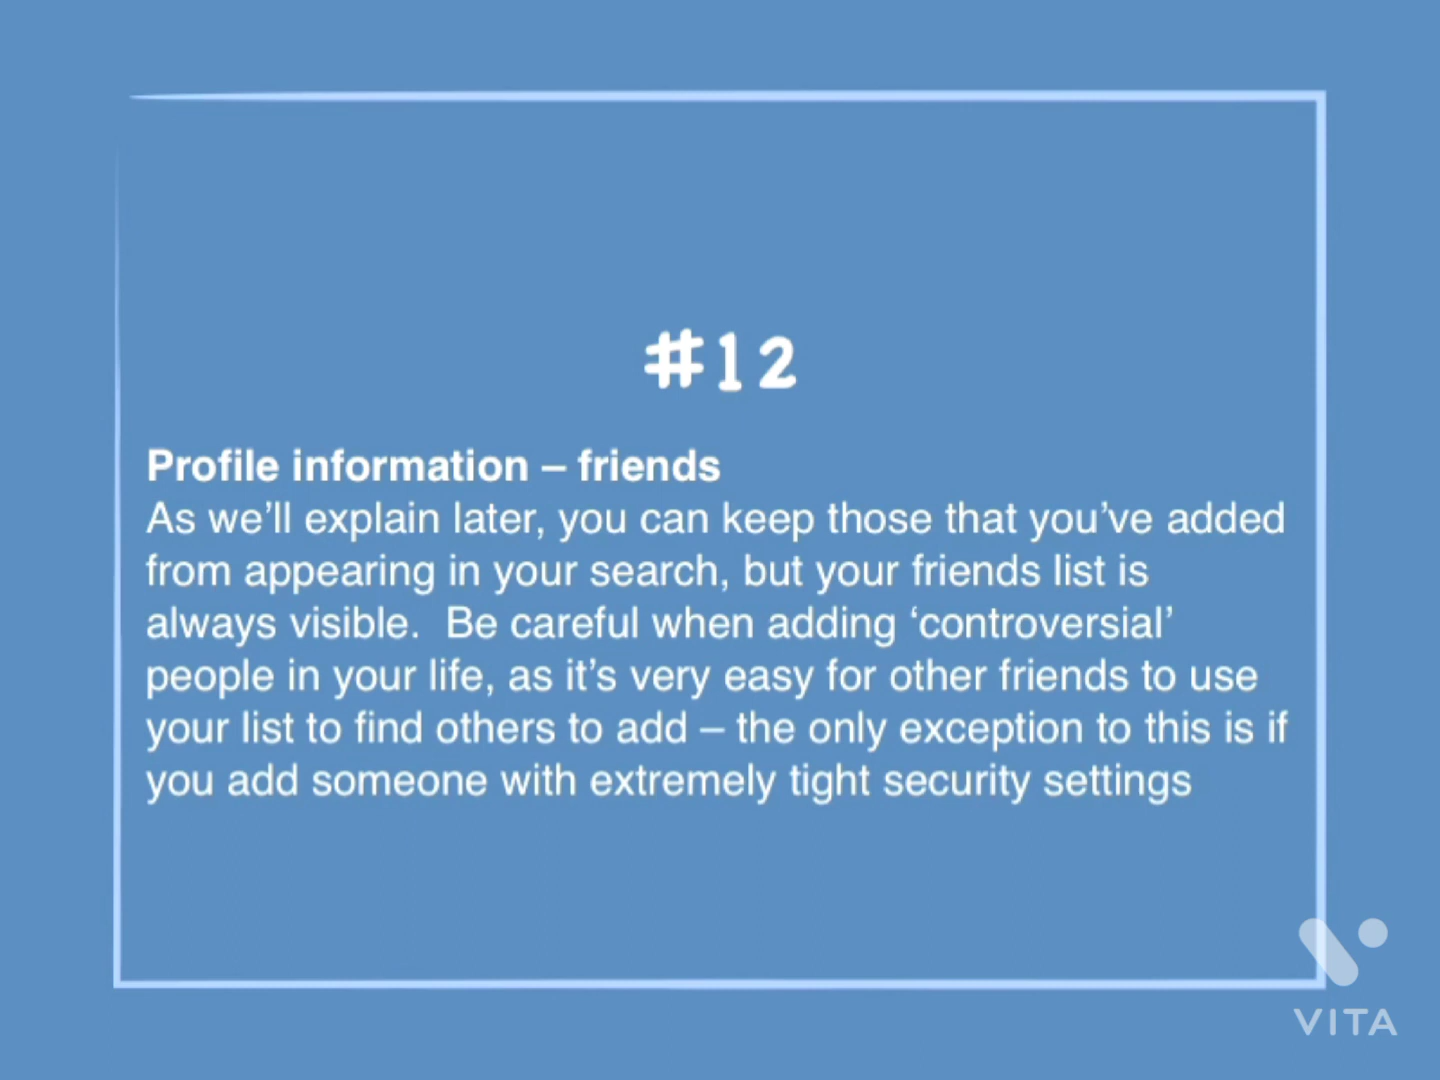 #12
Profile information – friends
As we’ll explain later, you can keep those that you’ve added
from appearing in your search, but your friends list is
always visible.  Be careful when adding ‘controversial’
people in your life, as it’s very easy for other friends to use
your list to find others to add – the only exception to this is if
you add someone with extremely tight security settings
VITA